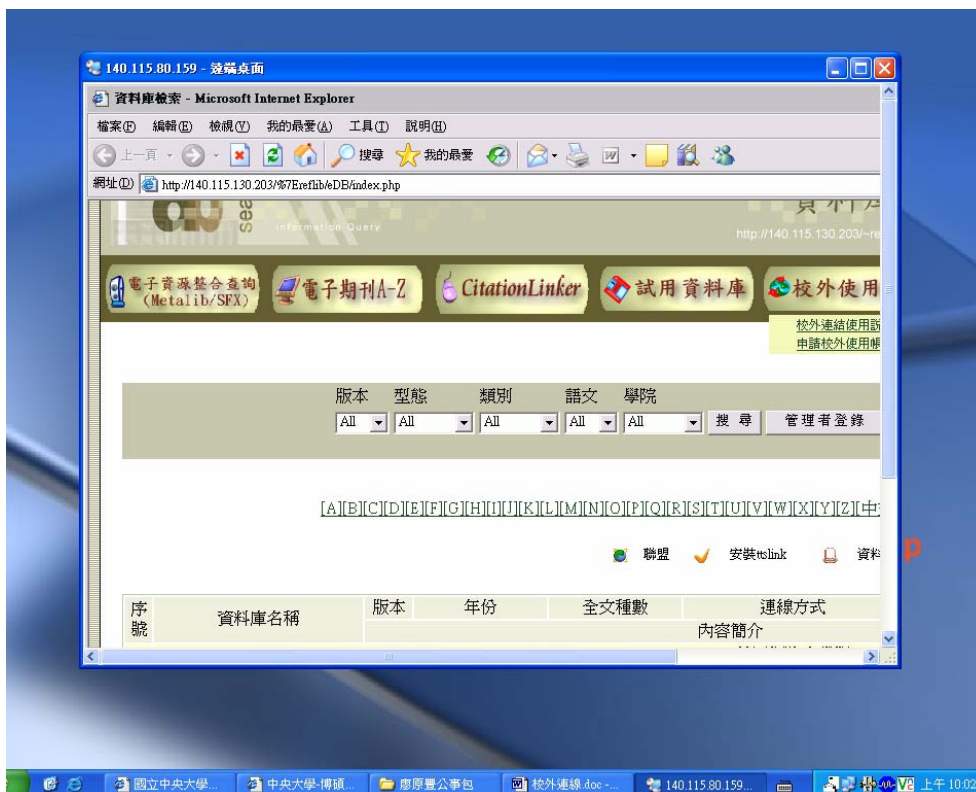 140.115.80.159 - 遠端桌面
資料庫檢索 - Microsoft Internet Explorer
檔案(F) 編輯(E) 檢視(V) 我的最愛(A) 工具(T) 說明(H)
上一頁 搜尋 我的最愛
網址(D) http://140.115.130.203/%7Ereflib/eDB/index.php
sea
Information Query
http://140.115.130.203/~re
電子資源整合查詢 電子期刊A-Z CitationLinker 試用資料庫 校外使用
(Metalib/SFX)
校外連結使用說
申請校外使用帳
版本 型態 類別 語文 學院
All All All All All 搜 尋 管理者登錄
[A][B][C][D][E][F][G][H][I][J][K][L][M][N][O][P][Q][R][S][T][U][V][W][X][Y][Z][中
聯盟 安裝ttslink 資料
p
序號 資料庫名稱 版本 年份 全文種數 連線方式
內容簡介
國立中央大學... 中央大學-博碩... 廖原豐公事包 校外連線.doc -... 140.115.80.159... 上午 10:02